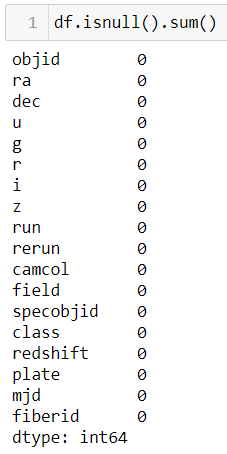 1 df.isnull().sum()
objid 0
ra 0
dec 0
u 0
g 0
r 0
i 0
z 0
run 0
rerun 0
camcol 0
field 0
specobjid 0
class 0
redshift 0
plate 0
mjd 0
fiberid 0
dtype: int64